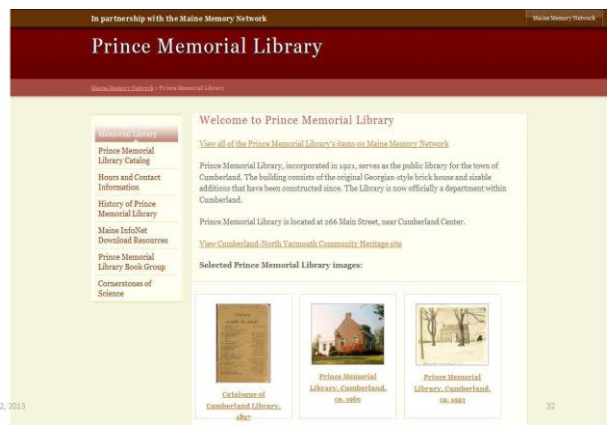 In partnership with the Maine Memory Network
Maine Memory Network
Prince Memorial Library
Maine Memory Network > Prince Memorial Library
Memorial Library
Prince Memorial
Library Catalog
Hours and Contact
Information
History of Prince
Memorial Library
Maine InfoNet
Download Resources
Prince Memorial
Library Book Group
Cornerstones of
Science
Welcome to Prince Memorial Library
View all of the Prince Memorial Library's items on Maine Memory Network
Prince Memorial Library, incorporated in 1921, serves as the public library for the town of
Cumberland. The building consists of the original Georgian-style brick house and sizable
additions that have been constructed since. The Library is now officially a department within
Cumberland.
Prince Memorial Library is located at 266 Main Street, near Cumberland Center.
View Cumberland-North Yarmouth Community Heritage site
Selected Prince Memorial Library images:
Catalogue of
Cumberland Library,
1897
Prince Memorial
Library, Cumberland,
ca. 1960
Prince Memorial
Library, Cumberland,
ca. 1943
2, 2013
32